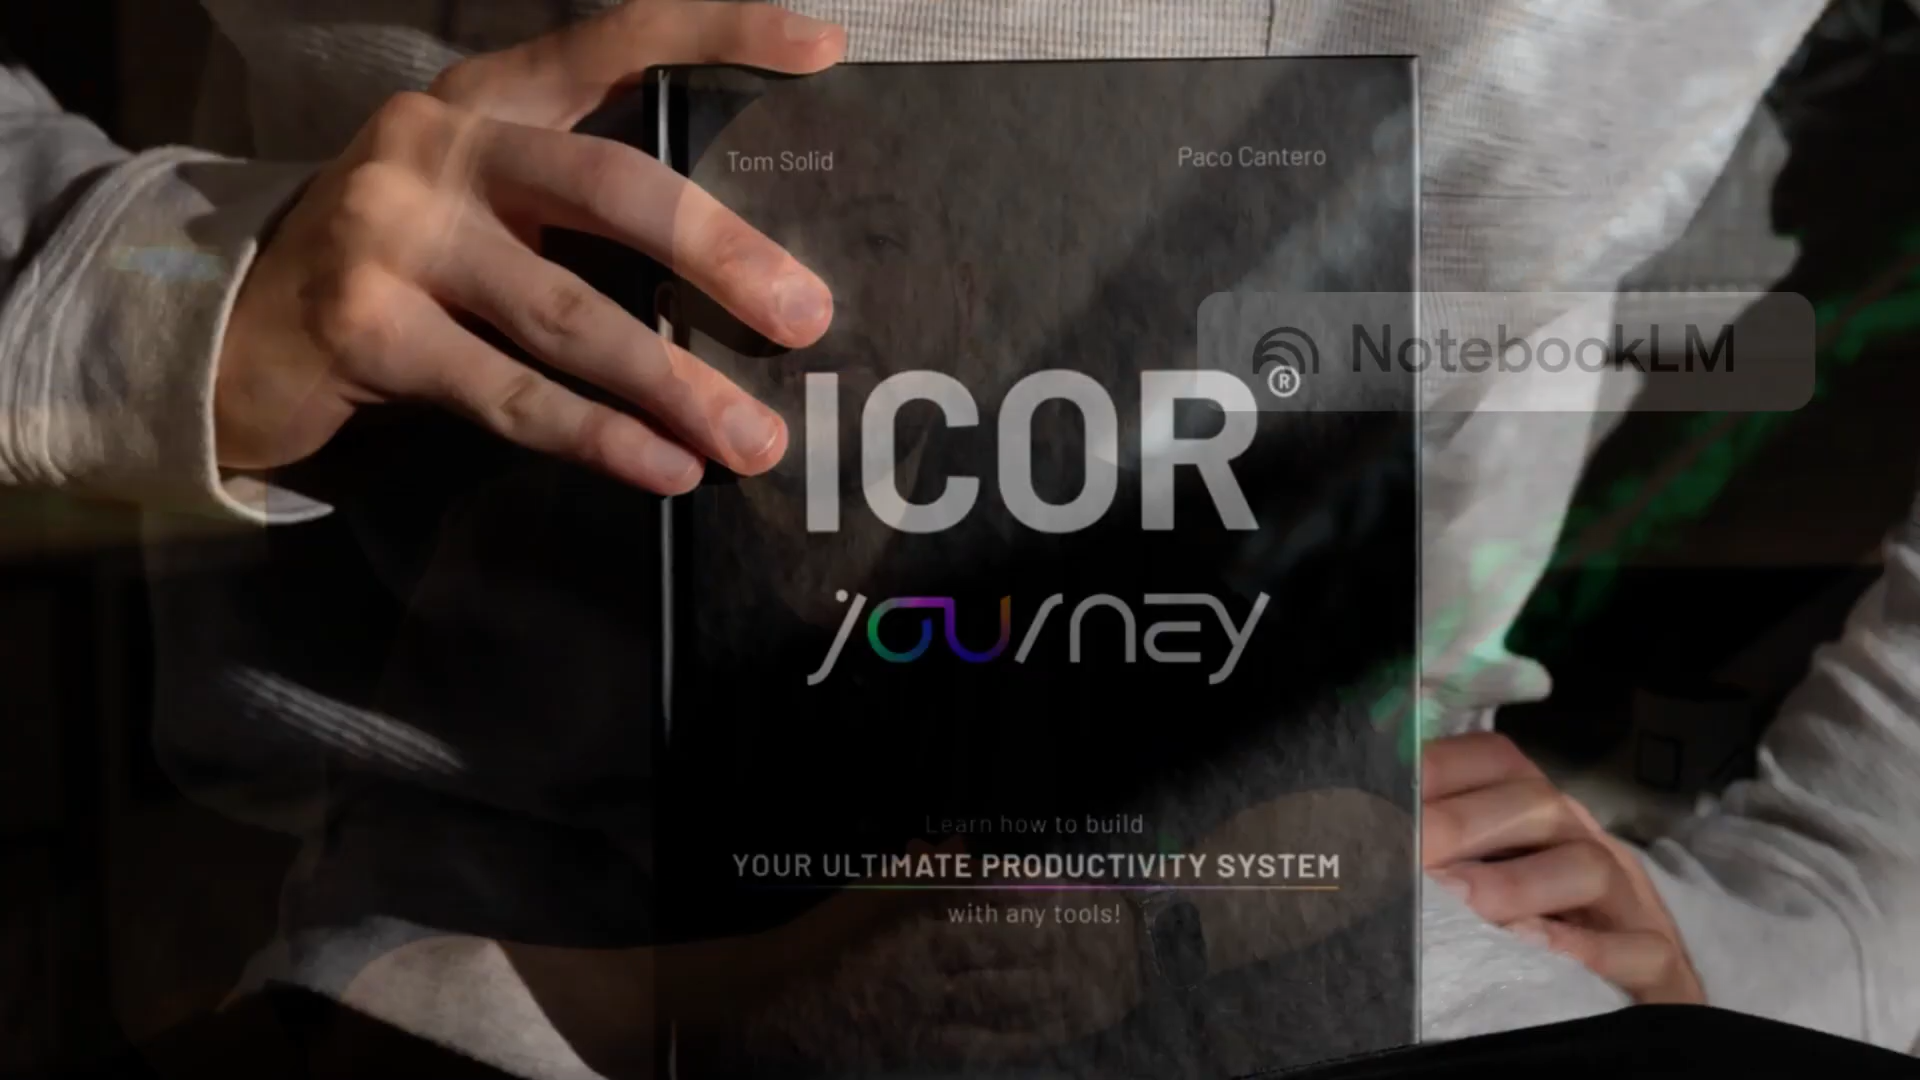 Tom Solid
Paco Cantero
NotebookLM
ICOR®
journey
Learn how to build
YOUR ULTIMATE PRODUCTIVITY SYSTEM
with any tools!